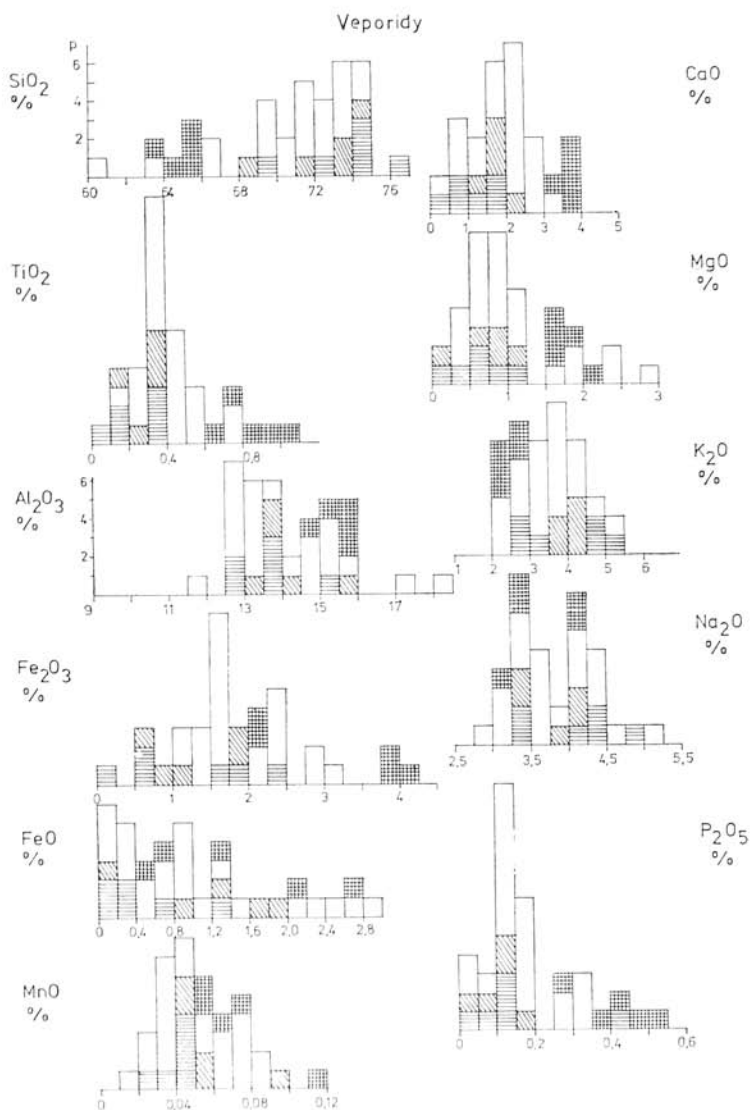 Veporidy
SiO2
%
p
6
4
2
60 64 68 72 76
CaO
%
0 1 2 3 4 5
TiO2
%
0 0,4 0,8
MgO
%
0 1 2 3
Al2O3
%
6
4
2
9 11 13 15 17
K2O
%
1 2 3 4 5 6
Fe2O3
%
0 1 2 3 4
Na2O
%
2,5 3,5 4,5 5,5
FeO
%
0 0,4 0,8 1,2 1,6 2,0 2,4 2,8
P2O5
%
0 0,2 0,4 0,6
MnO
%
0 0,04 0,08 0,12